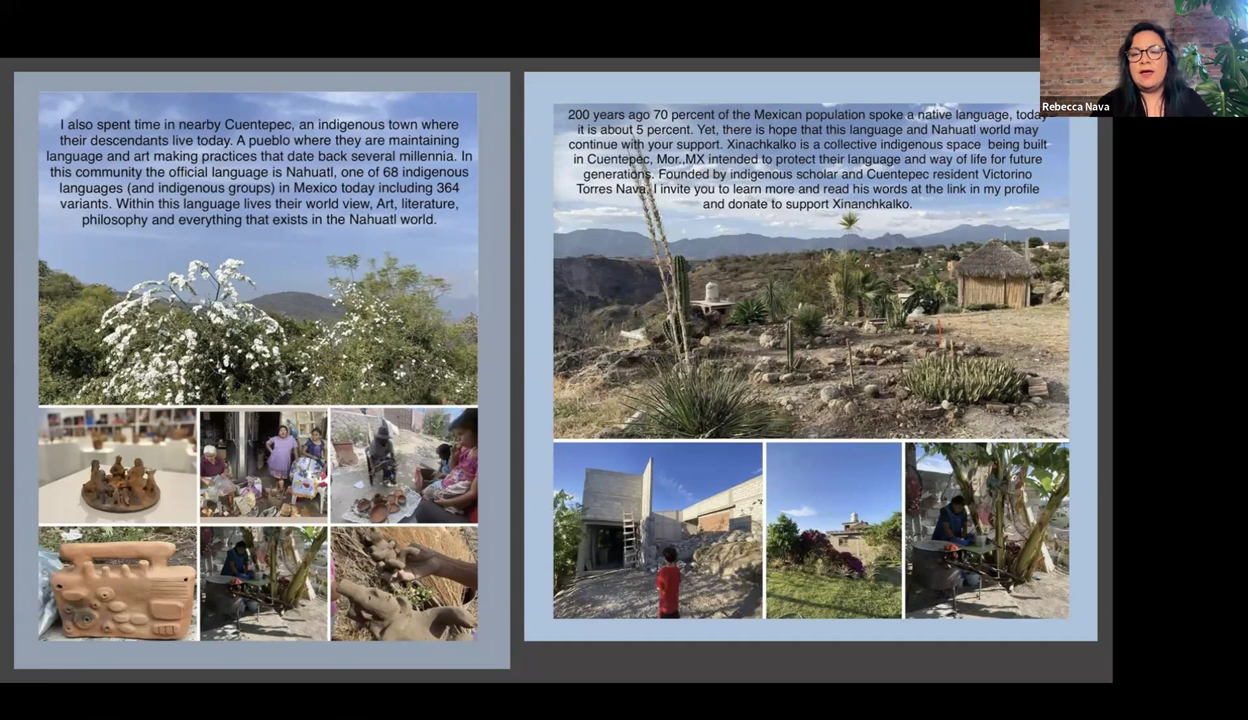 I also spent time in nearby Cuentepec, an indigenous town where
their descendants live today. A pueblo where they are maintaining
language and art making practices that date back several millennia. In
this community the official language is Nahuatl, one of 68 indigenous
languages (and indigenous groups) in Mexico today including 364
variants. Within this language lives their world view, Art, literature,
philosophy and everything that exists in the Nahuatl world.
200 years ago 70 percent of the Mexican population spoke a native language, today
it is about 5 percent. Yet, there is hope that this language and Nahuatl world may
continue with your support. Xinachkalko is a collective indigenous space being built
in Cuentepec, Mor.,MX intended to protect their language and way of life for future
generations. Founded by indigenous scholar and Cuentepec resident Victorino
Torres Nava. I invite you to learn more and read his words at the link in my profile
and donate to support Xinanchkalko.
Rebecca Nava